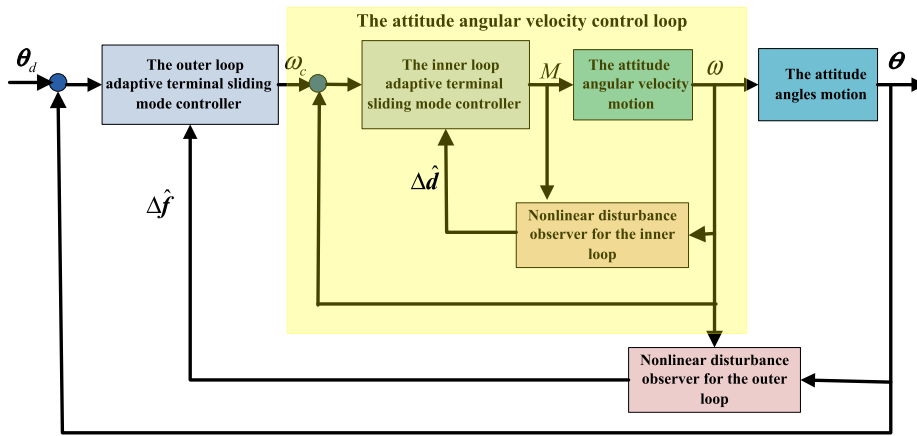 The attitude angular velocity control loop
θd
The outer loop
adaptive terminal sliding
mode controller
ωc
The inner loop
adaptive terminal
sliding mode controller
M
The attitude
angular velocity
motion
ω
The attitude
angles motion
θ
Δd̂
Δf̂
Nonlinear disturbance
observer for the inner
loop
Nonlinear disturbance
observer for the outer
loop